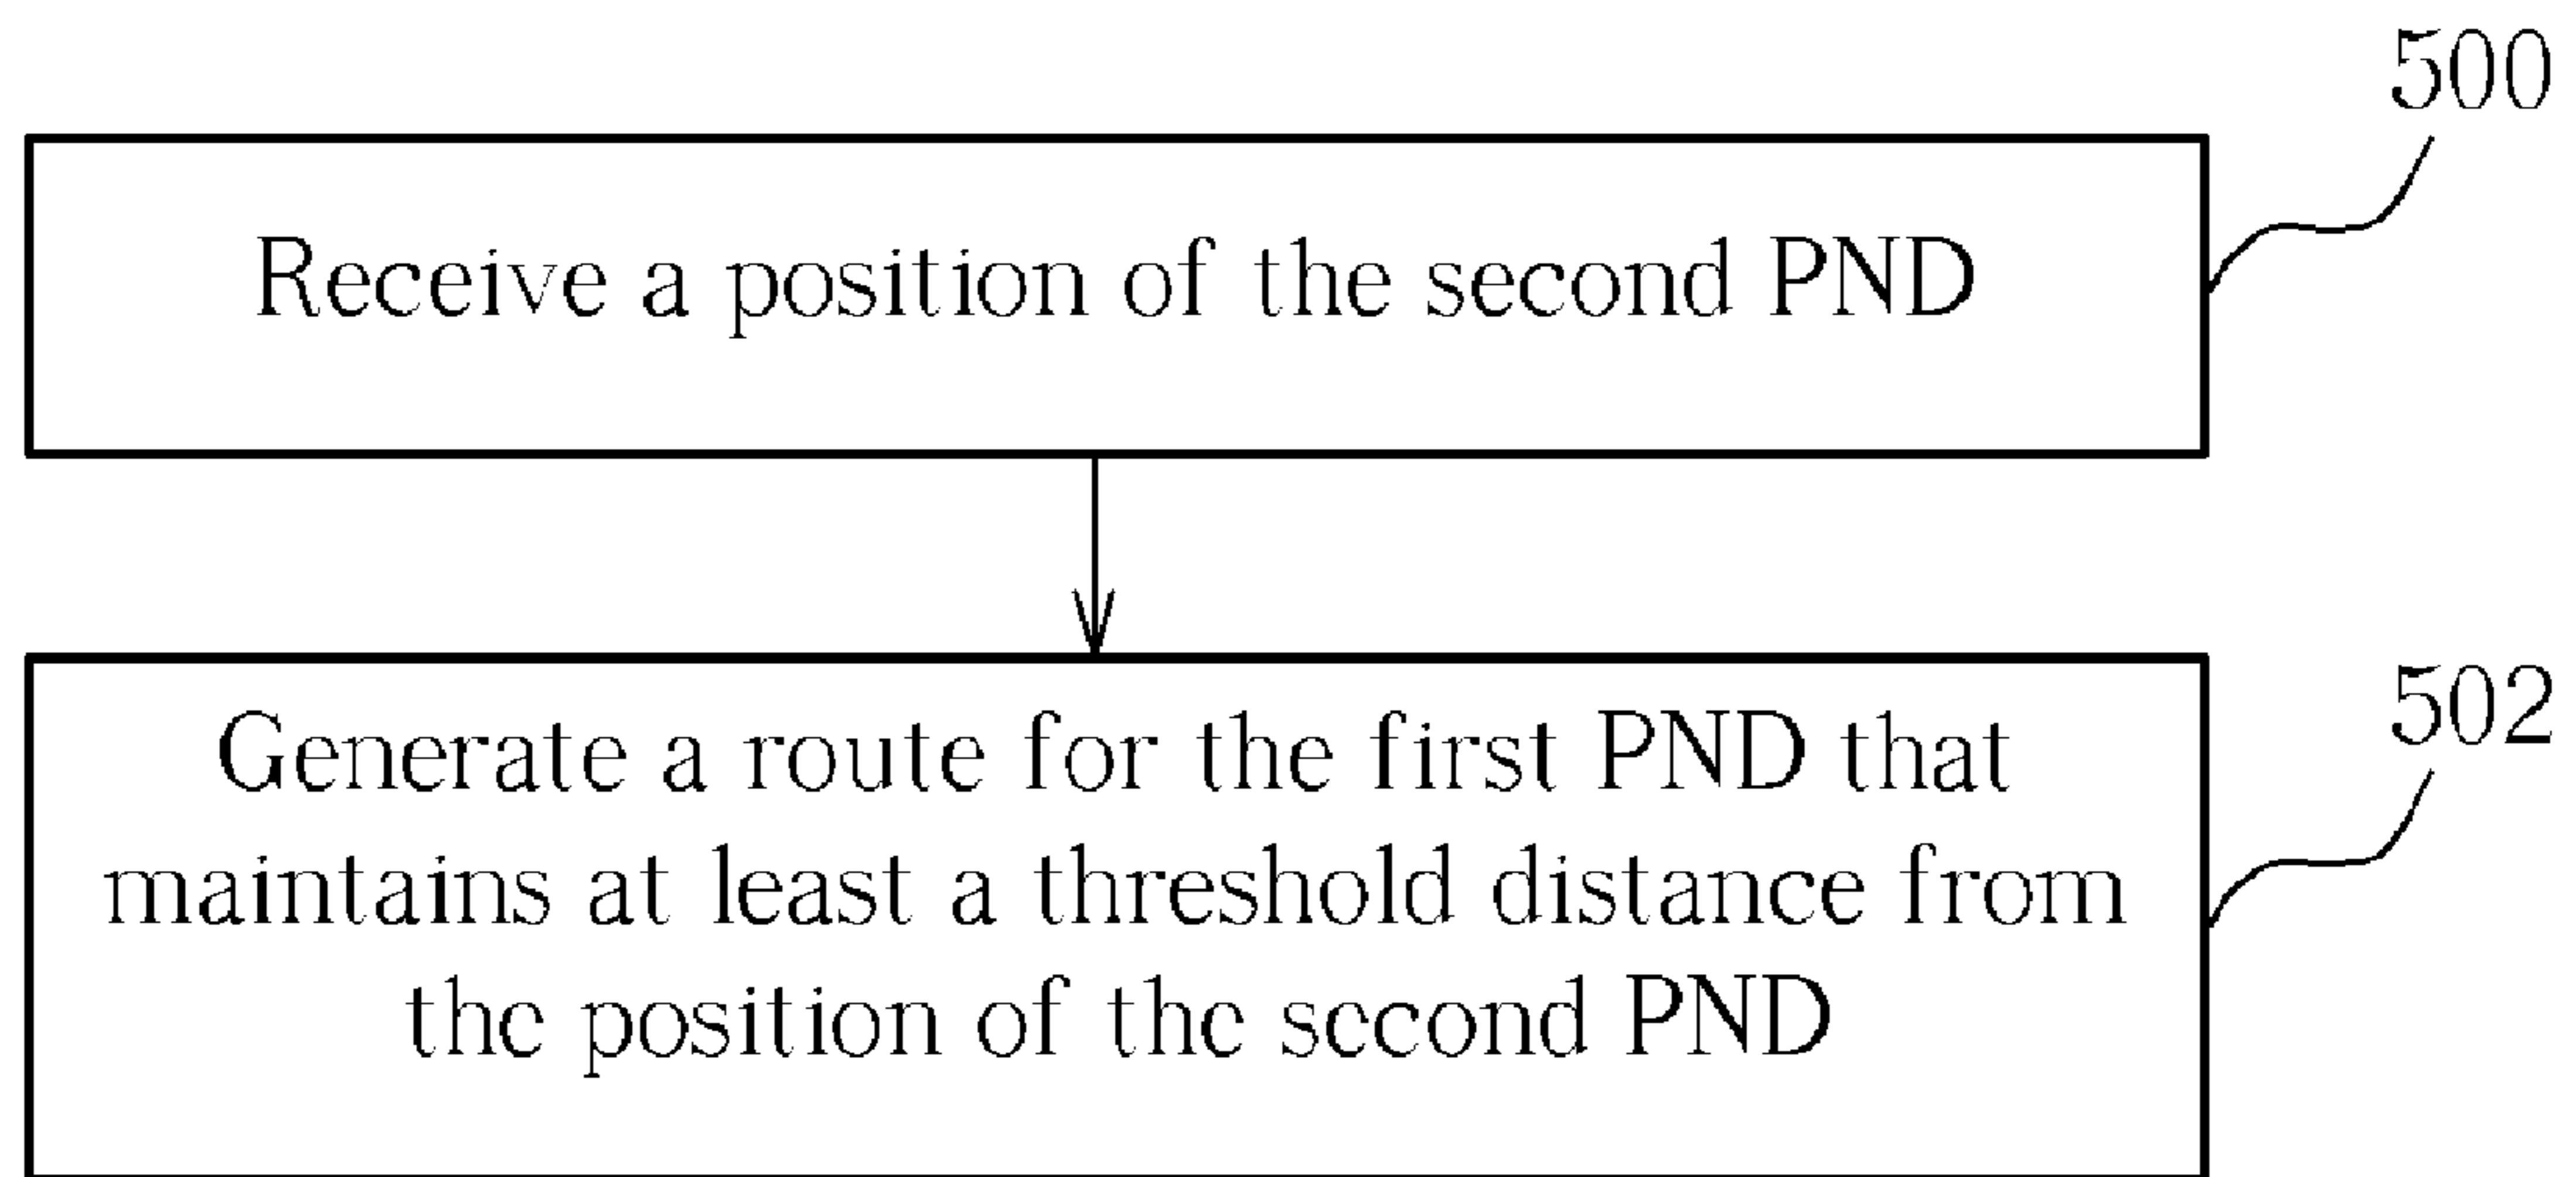 500
Receive a position of the second PND
502
Generate a route for the first PND that
maintains at least a threshold distance from
the position of the second PND